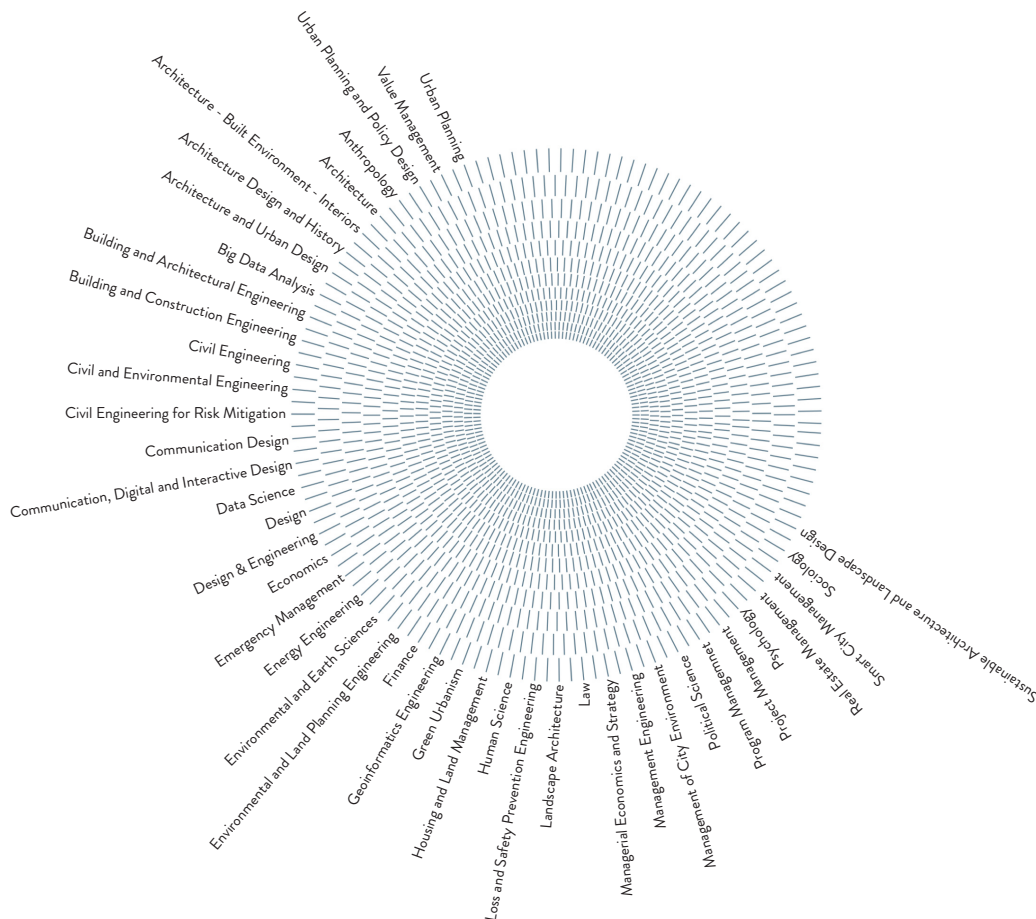 Urban Planning
Value Management
Urban Planning and Policy Design
Anthropology
Architecture
Architecture - Built Environment - Interiors
Architecture Design and History
Architecture and Urban Design
Big Data Analysis
Building and Architectural Engineering
Building and Construction Engineering
Civil Engineering
Civil and Environmental Engineering
Civil Engineering for Risk Mitigation
Communication Design
Communication, Digital and Interactive Design
Data Science
Design
Design & Engineering
Economics
Emergency Management
Energy Engineering
Environmental and Earth Sciences
Environmental and Land Planning Engineering
Finance
Geoinformatics Engineering
Green Urbanism
Housing and Land Management
Human Science
Loss and Safety Prevention Engineering
Landscape Architecture
Law
Managerial Economics and Strategy
Management Engineering
Management of City Environment
Political Science
Program Managemnet
Project Management
Psychology
Real Estate Management
Smart City Management
Sociology
Sustainable Architecture and Landscape Design